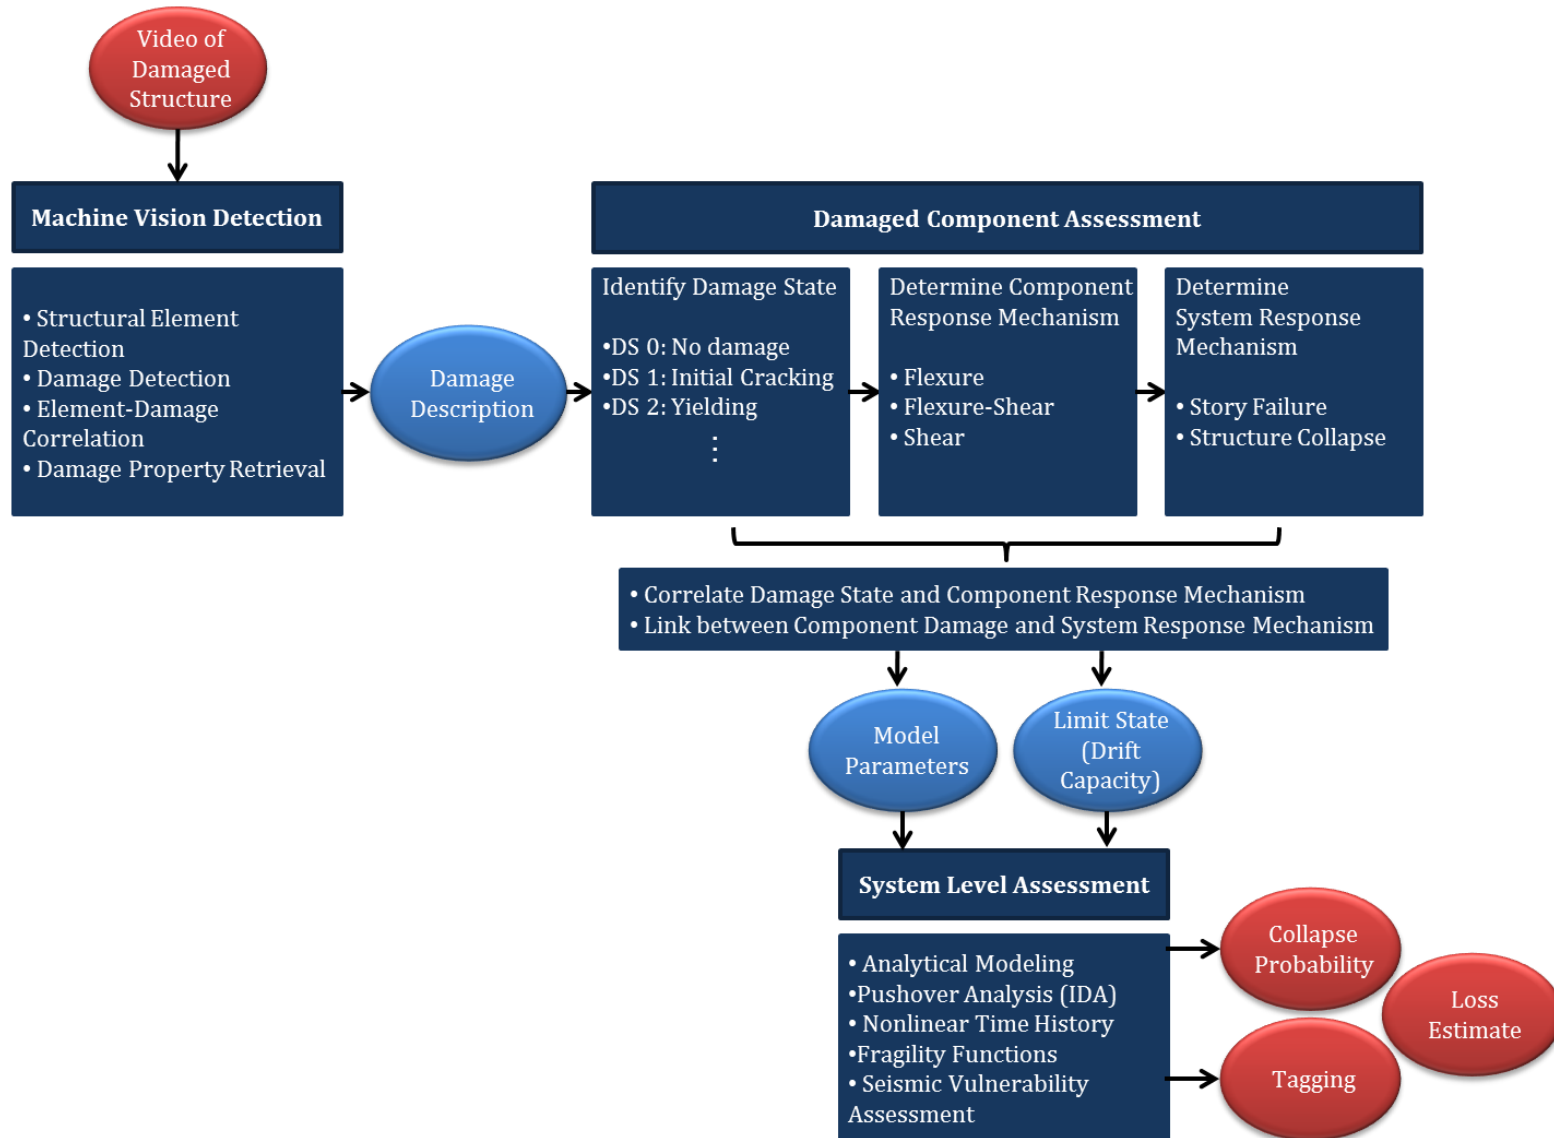 Video of
Damaged
Structure
Machine Vision Detection
• Structural Element
Detection
• Damage Detection
• Element-Damage
Correlation
• Damage Property Retrieval
Damage
Description
Damaged Component Assessment
Identify Damage State
•DS 0: No damage
•DS 1: Initial Cracking
•DS 2: Yielding
⋮
Determine Component
Response Mechanism
• Flexure
• Flexure-Shear
• Shear
Determine
System Response
Mechanism
• Story Failure
• Structure Collapse
• Correlate Damage State and Component Response Mechanism
• Link between Component Damage and System Response Mechanism
Model
Parameters
Limit State
(Drift
Capacity)
System Level Assessment
• Analytical Modeling
•Pushover Analysis (IDA)
• Nonlinear Time History
•Fragility Functions
• Seismic Vulnerability
Assessment
Collapse
Probability
Loss
Estimate
Tagging